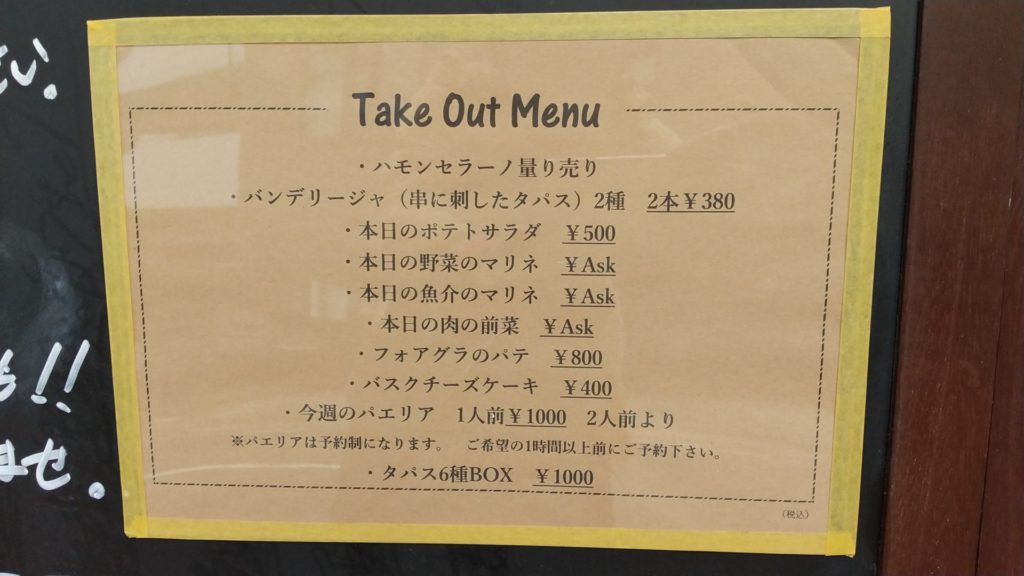 さい.
Take Out Menu
・ハモンセラーノ量り売り
・バンデリージャ（串に刺したタパス）2種　2本￥380
・本日のポテトサラダ　￥500
・本日の野菜のマリネ　￥Ask
・本日の魚介のマリネ　￥Ask
・本日の肉の前菜　￥Ask
・フォアグラのパテ　￥800
・バスクチーズケーキ　￥400
・今週のパエリア　1人前￥1000　2人前より
※パエリアは予約制になります。　ご希望の1時間以上前にご予約下さい。
・タパス6種BOX　￥1000
（税込）